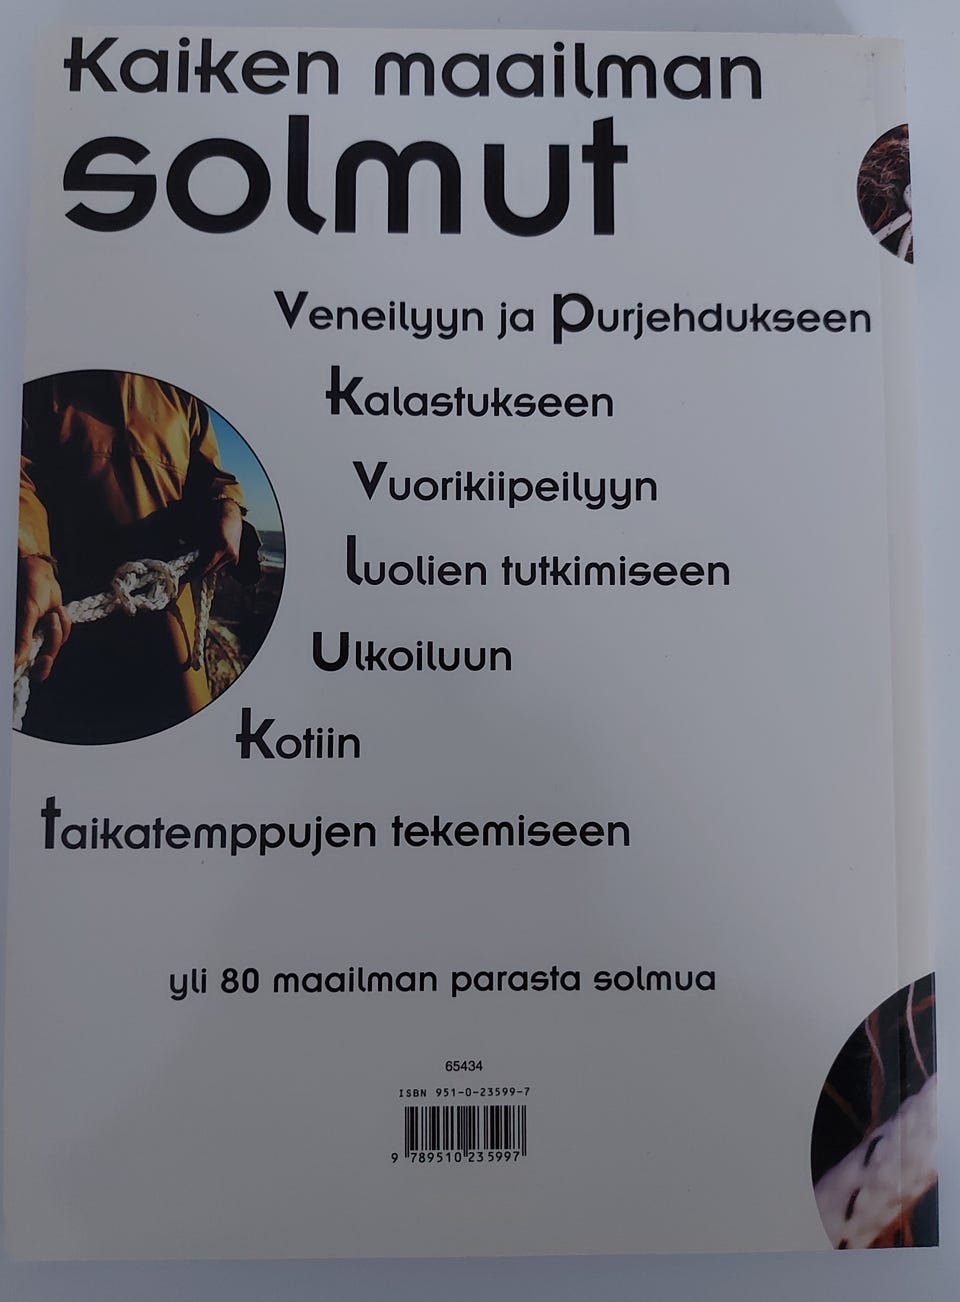 Kaiken maailman
solmut
Veneilyyn ja Purjehdukseen
Kalastukseen
Vuorikiipeilyyn
Luolien tutkimiseen
Ulkoiluun
Kotiin
Taikatemppujen tekemiseen
yli 80 maailman parasta solmua
65434
ISBN 951-0-23599-7
9 789510 235997